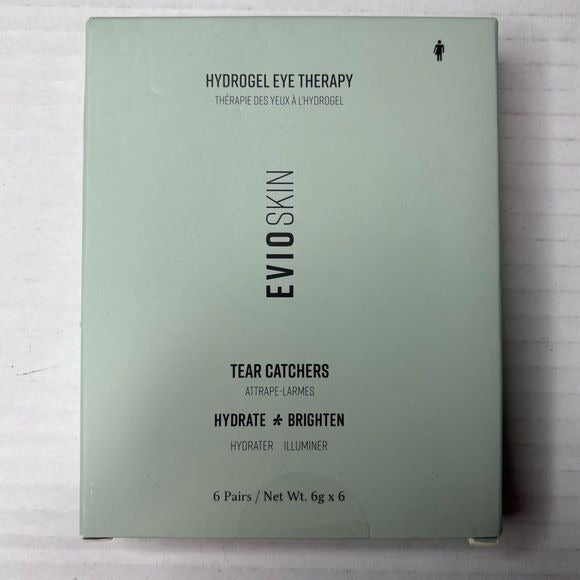 HYDROGEL EYE THERAPY
THÉRAPIE DES YEUX À L'HYDROGEL
EVIOSKIN
TEAR CATCHERS
ATTRAPE-LARMES
HYDRATE + BRIGHTEN
HYDRATER ILLUMINER
6 Pairs / Net Wt. 6g x 6